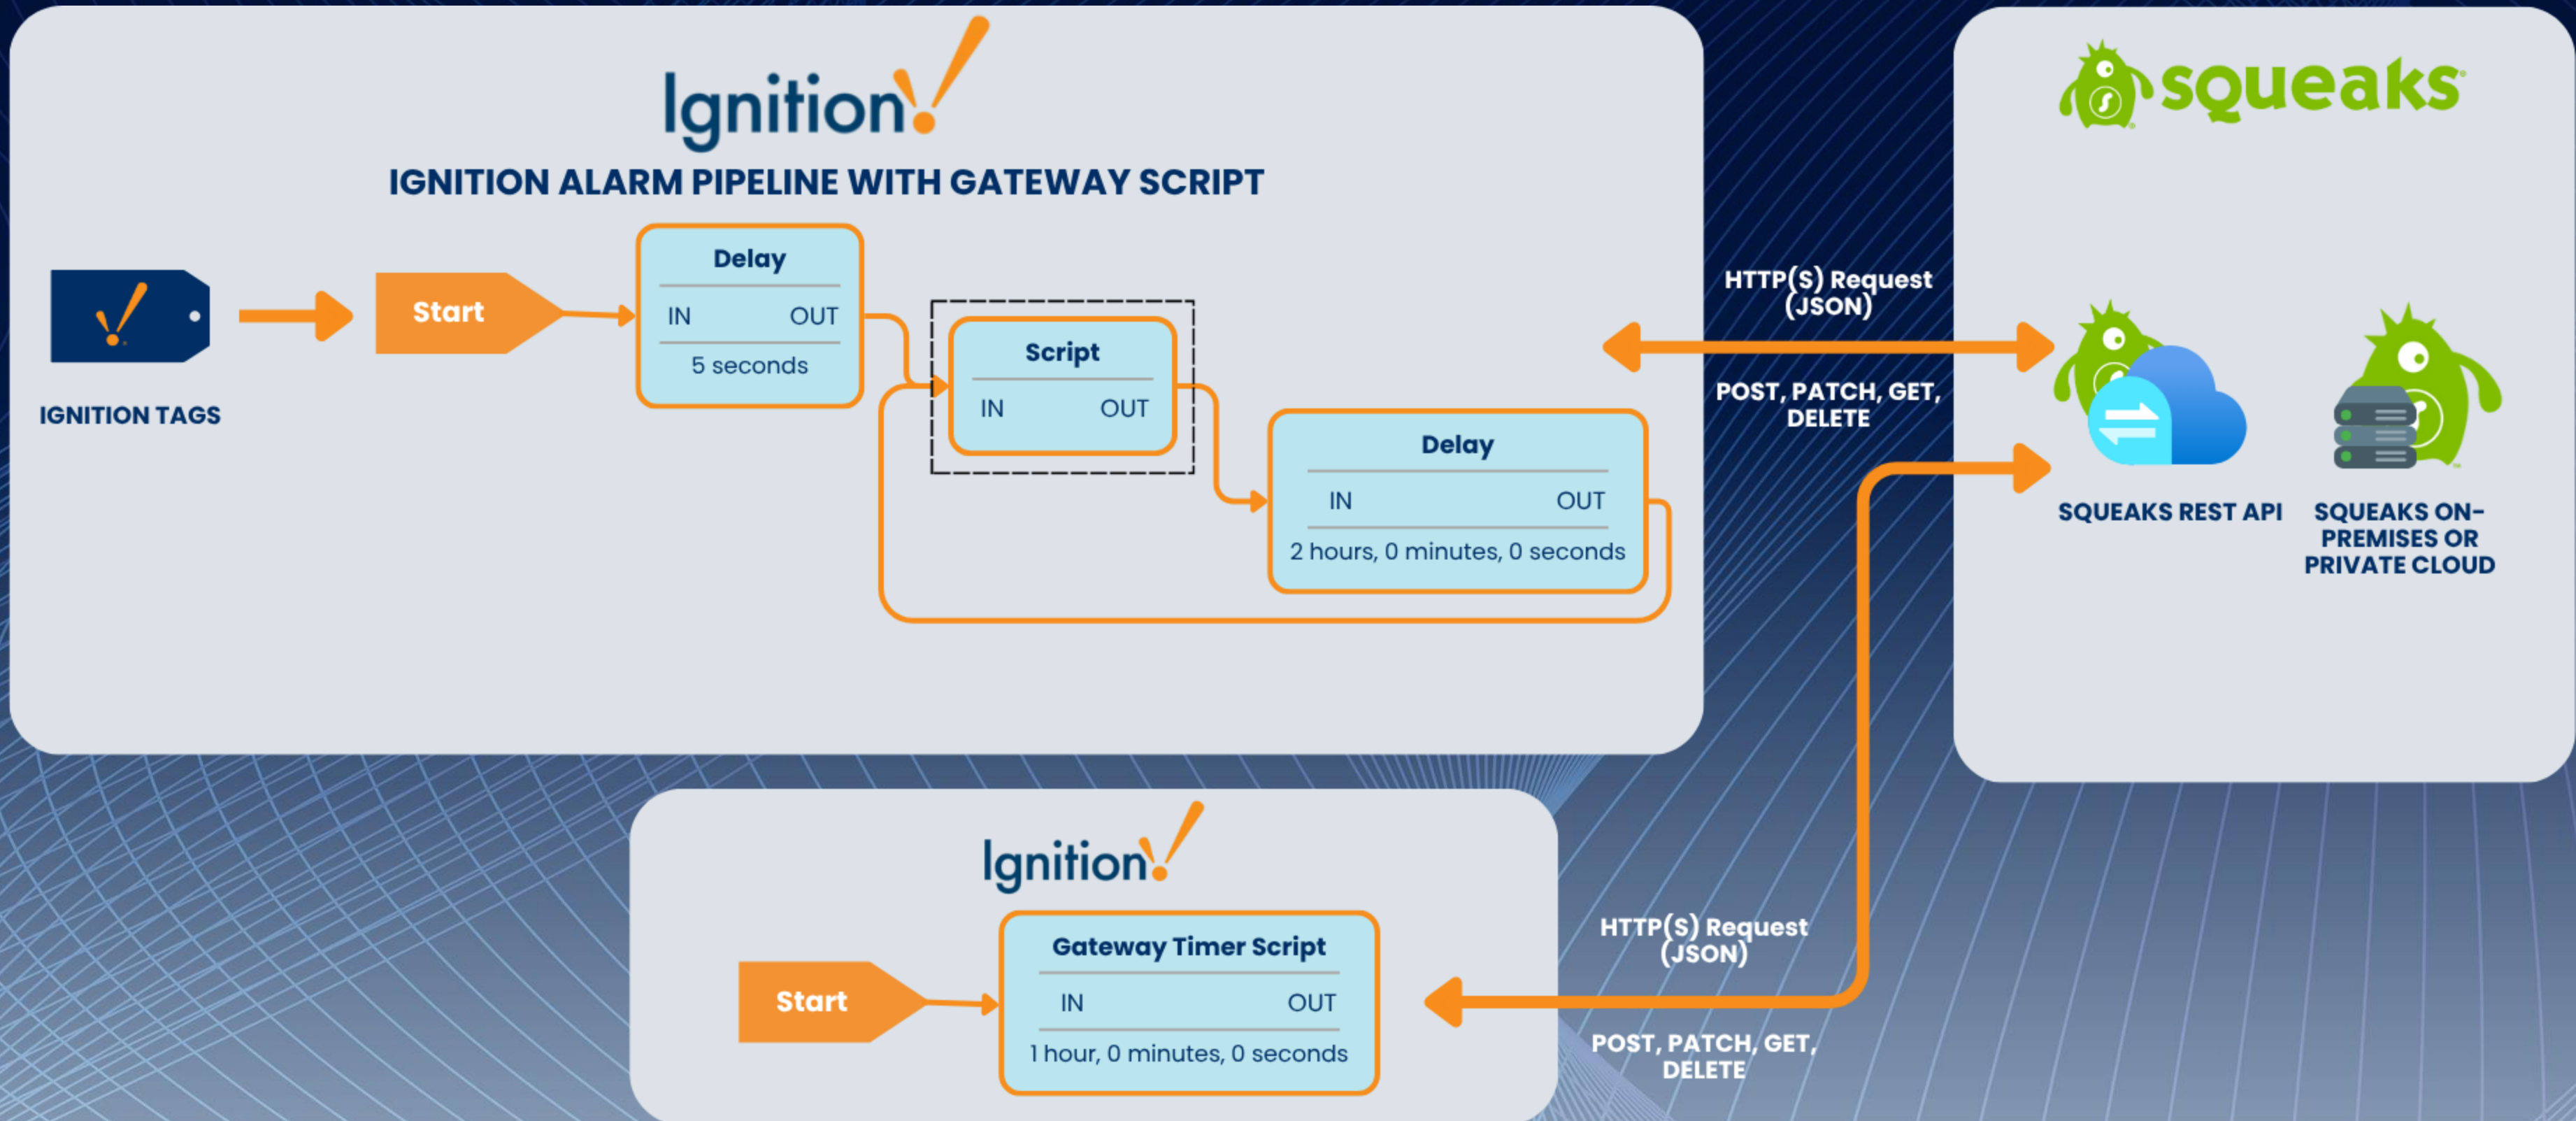 Ignition!
IGNITION ALARM PIPELINE WITH GATEWAY SCRIPT
IGNITION TAGS
Start
Delay
IN OUT
5 seconds
Script
IN OUT
Delay
IN OUT
2 hours, 0 minutes, 0 seconds
HTTP(S) Request
(JSON)
POST, PATCH, GET,
DELETE
squeaks
SQUEAKS REST API
SQUEAKS ON-
PREMISES OR
PRIVATE CLOUD
Ignition!
Start
Gateway Timer Script
IN OUT
1 hour, 0 minutes, 0 seconds
HTTP(S) Request
(JSON)
POST, PATCH, GET,
DELETE